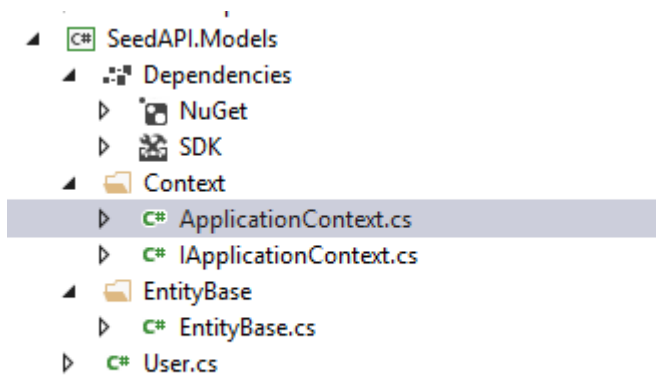 C# SeedAPI.Models
Dependencies
NuGet
SDK
Context
C# ApplicationContext.cs
C# IApplicationContext.cs
EntityBase
C# EntityBase.cs
C# User.cs